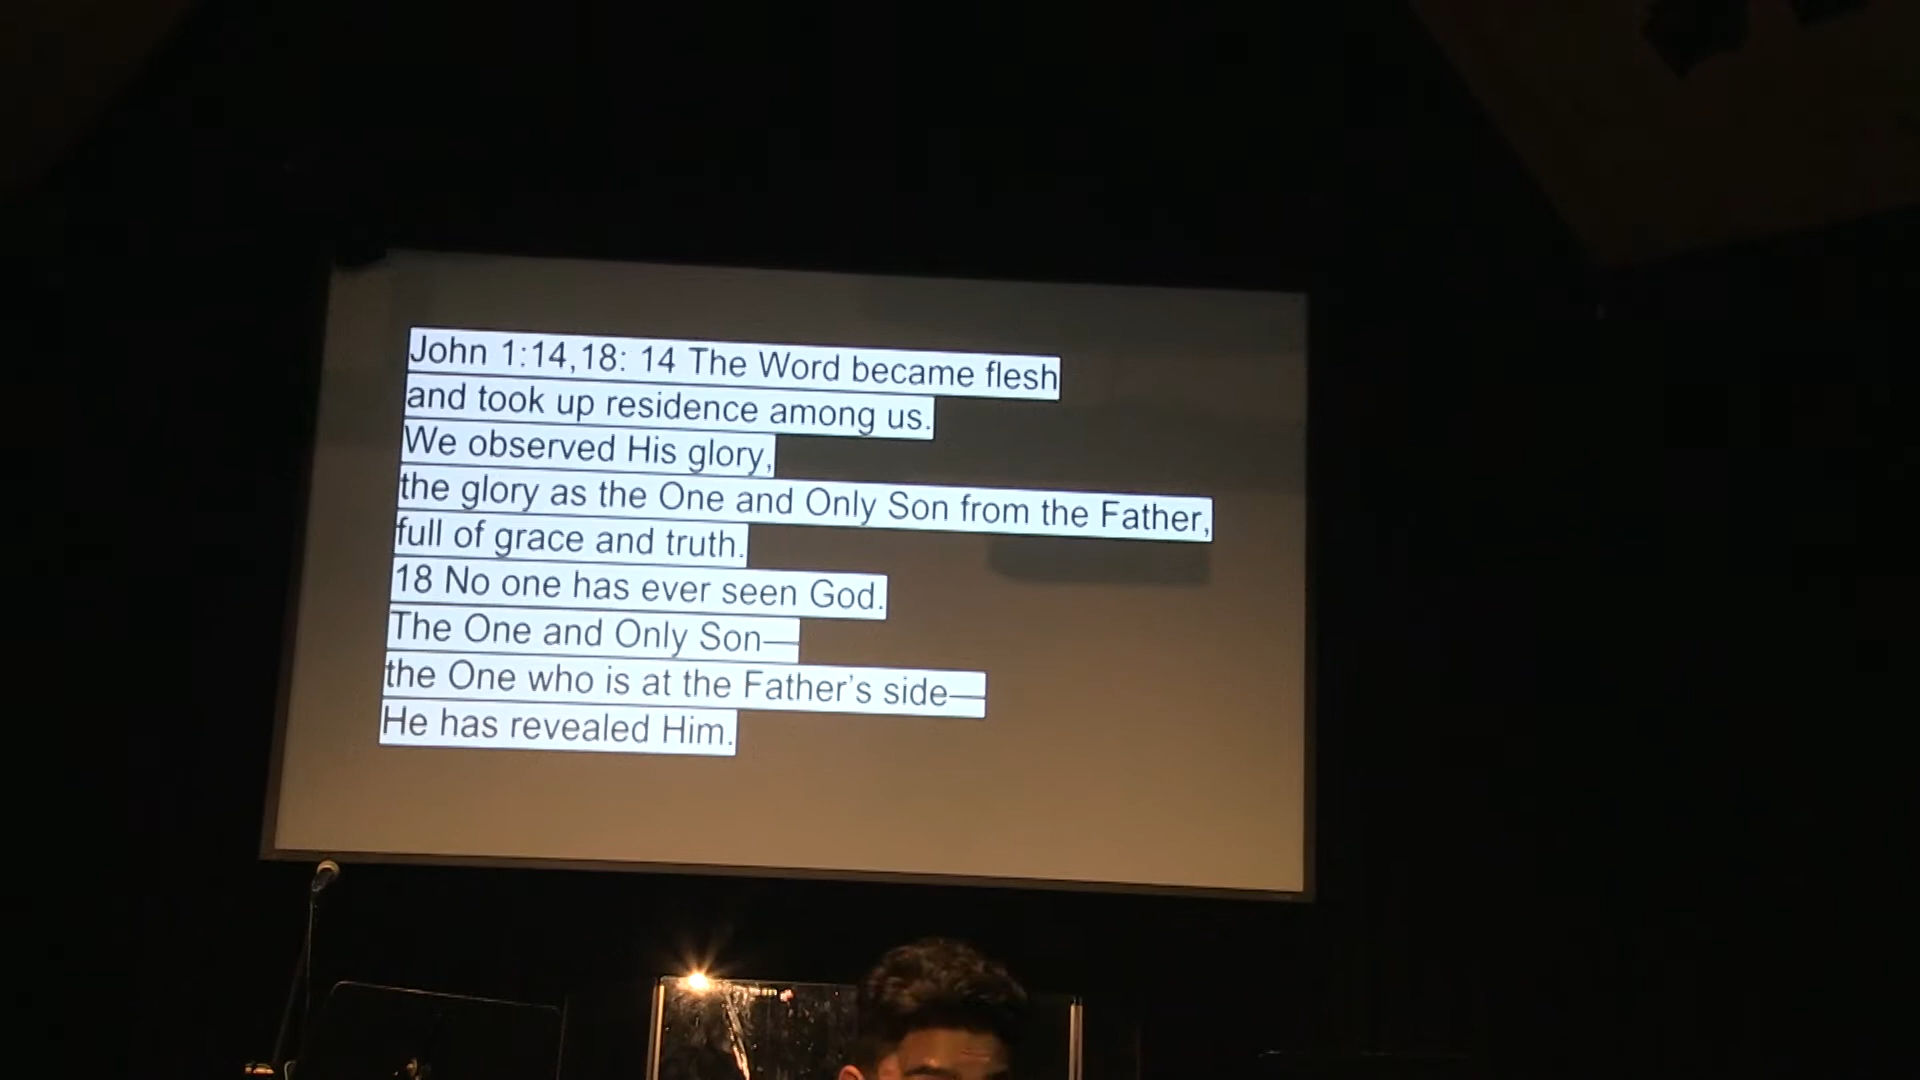 John 1:14,18: 14 The Word became flesh
and took up residence among us.
We observed His glory,
the glory as the One and Only Son from the Father,
full of grace and truth.
18 No one has ever seen God.
The One and Only Son—
the One who is at the Father’s side—
He has revealed Him.